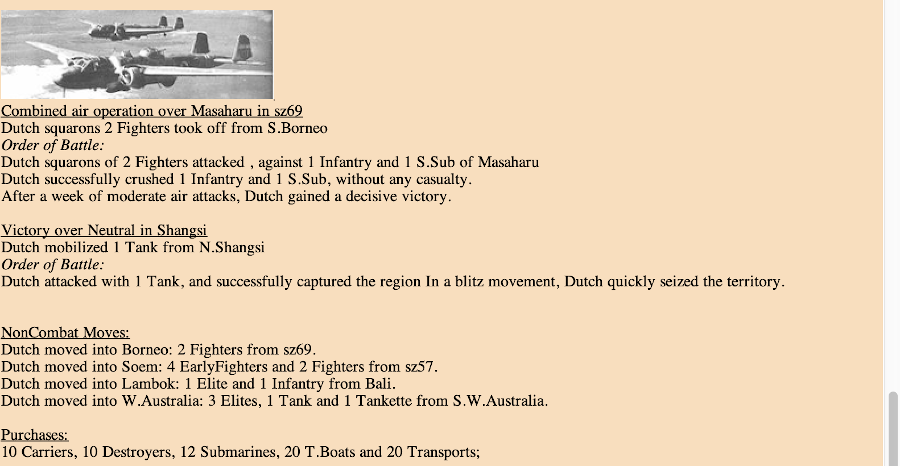 Combined air operation over Masaharu in sz69
Dutch squarons 2 Fighters took off from S.Borneo
Order of Battle:
Dutch squarons of 2 Fighters attacked , against 1 Infantry and 1 S.Sub of Masaharu
Dutch successfully crushed 1 Infantry and 1 S.Sub, without any casualty.
After a week of moderate air attacks, Dutch gained a decisive victory.
Victory over Neutral in Shangsi
Dutch mobilized 1 Tank from N.Shangsi
Order of Battle:
Dutch attacked with 1 Tank, and successfully captured the region In a blitz movement, Dutch quickly seized the territory.
NonCombat Moves:
Dutch moved into Borneo: 2 Fighters from sz69.
Dutch moved into Soem: 4 EarlyFighters and 2 Fighters from sz57.
Dutch moved into Lambok: 1 Elite and 1 Infantry from Bali.
Dutch moved into W.Australia: 3 Elites, 1 Tank and 1 Tankette from S.W.Australia.
Purchases:
10 Carriers, 10 Destroyers, 12 Submarines, 20 T.Boats and 20 Transports;